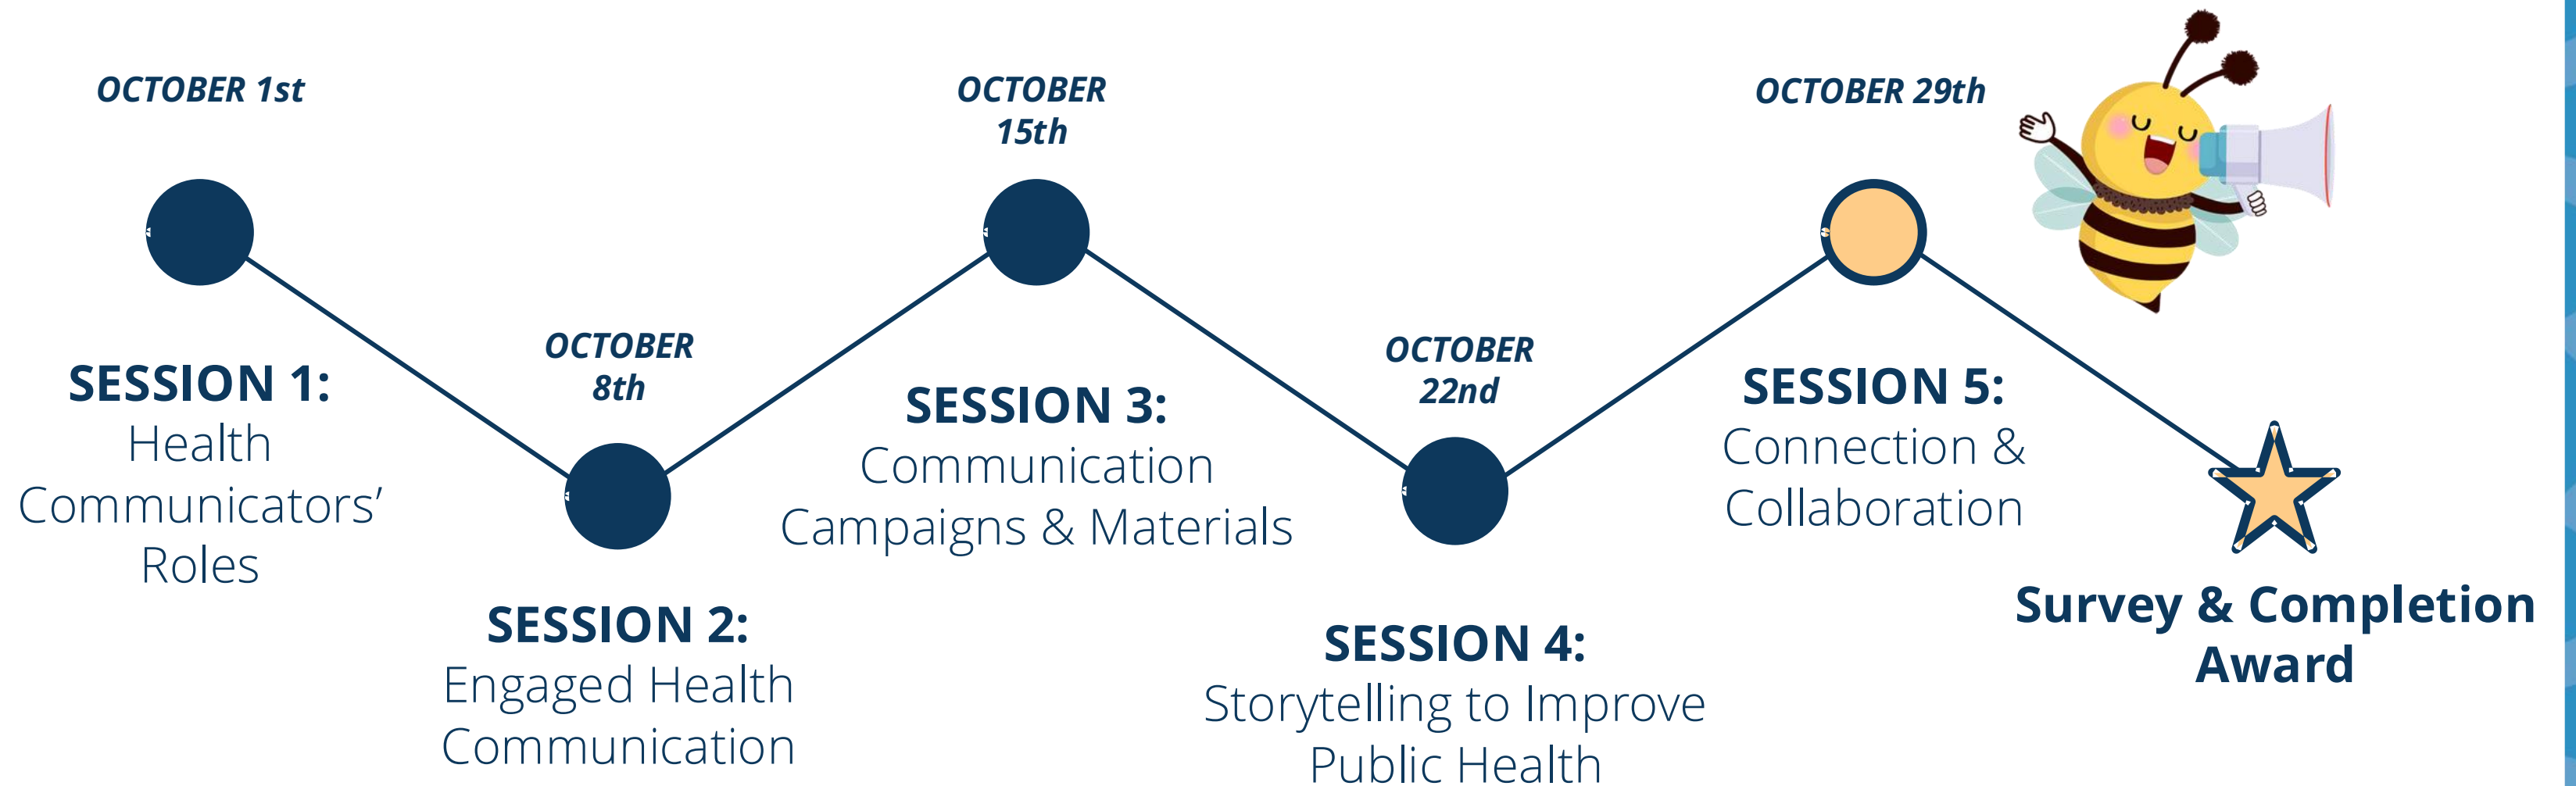 OCTOBER 1st
SESSION 1:
Health
Communicators’
Roles
OCTOBER
8th
SESSION 2:
Engaged Health
Communication
OCTOBER
15th
SESSION 3:
Communication
Campaigns & Materials
OCTOBER
22nd
SESSION 4:
Storytelling to Improve
Public Health
OCTOBER 29th
SESSION 5:
Connection &
Collaboration
Survey & Completion
Award